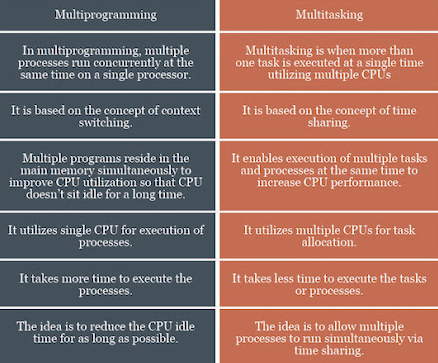 Multiprogramming
Multitasking
In multiprogramming, multiple
processes run concurrently at the
same time on a single processor.
Multitasking is when more than
one task is executed at a single time
utilizing multiple CPUs
It is based on the concept of context
switching.
It is based on the concept of time
sharing.
Multiple programs reside in the
main memory simultaneously to
improve CPU utilization so that CPU
doesn't sit idle for a long time.
It enables execution of multiple tasks
and processes at the same time to
increase CPU performance.
It utilizes single CPU for execution of
processes.
It utilizes multiple CPUs for task
allocation.
It takes more time to execute the
processes.
It takes less time to execute the tasks
or processes.
The idea is to reduce the CPU idle
time for as long as possible.
The idea is to allow multiple
processes to run simultaneously via
time sharing.